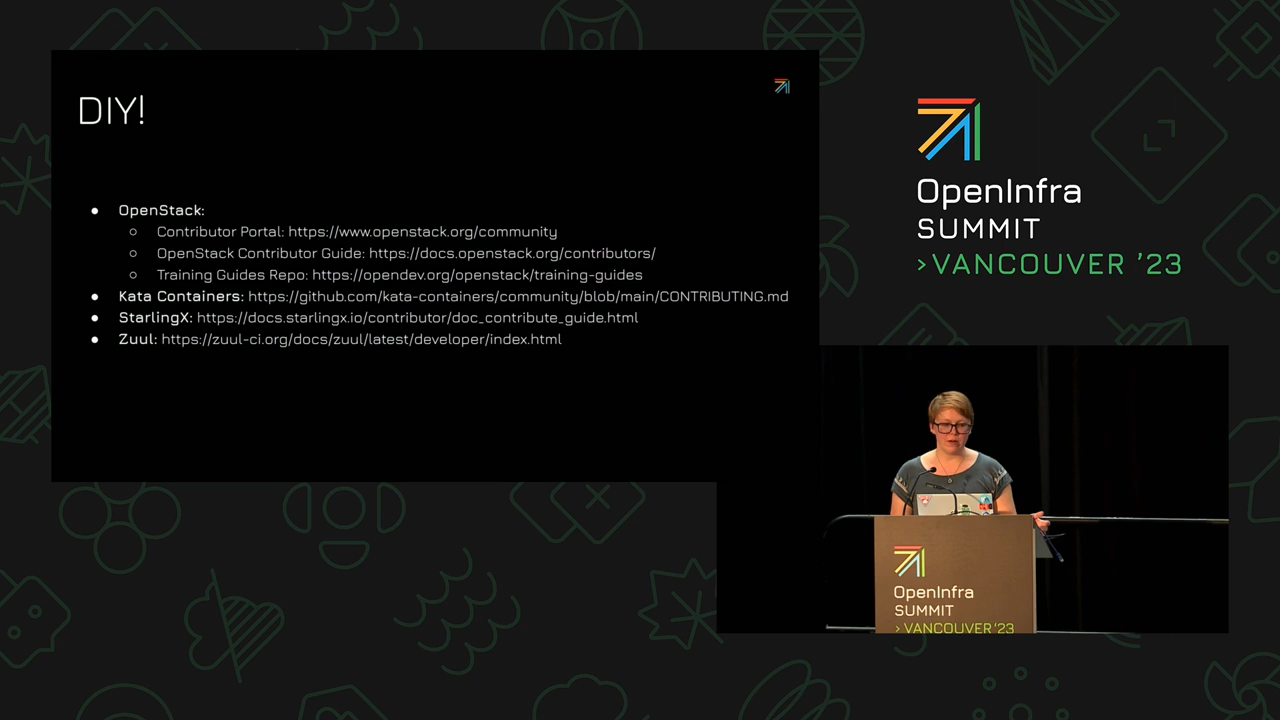 DIY!
● OpenStack:
○ Contributor Portal: https://www.openstack.org/community
○ OpenStack Contributor Guide: https://docs.openstack.org/contributors/
○ Training Guides Repo: https://opendev.org/openstack/training-guides
● Kata Containers: https://github.com/kata-containers/community/blob/main/CONTRIBUTING.md
● StarlingX: https://docs.starlingx.io/contributor/doc_contribute_guide.html
● Zuul: https://zuul-ci.org/docs/zuul/latest/developer/index.html
OpenInfra
SUMMIT
>VANCOUVER ’23
OpenInfra
SUMMIT
> VANCOUVER ’23